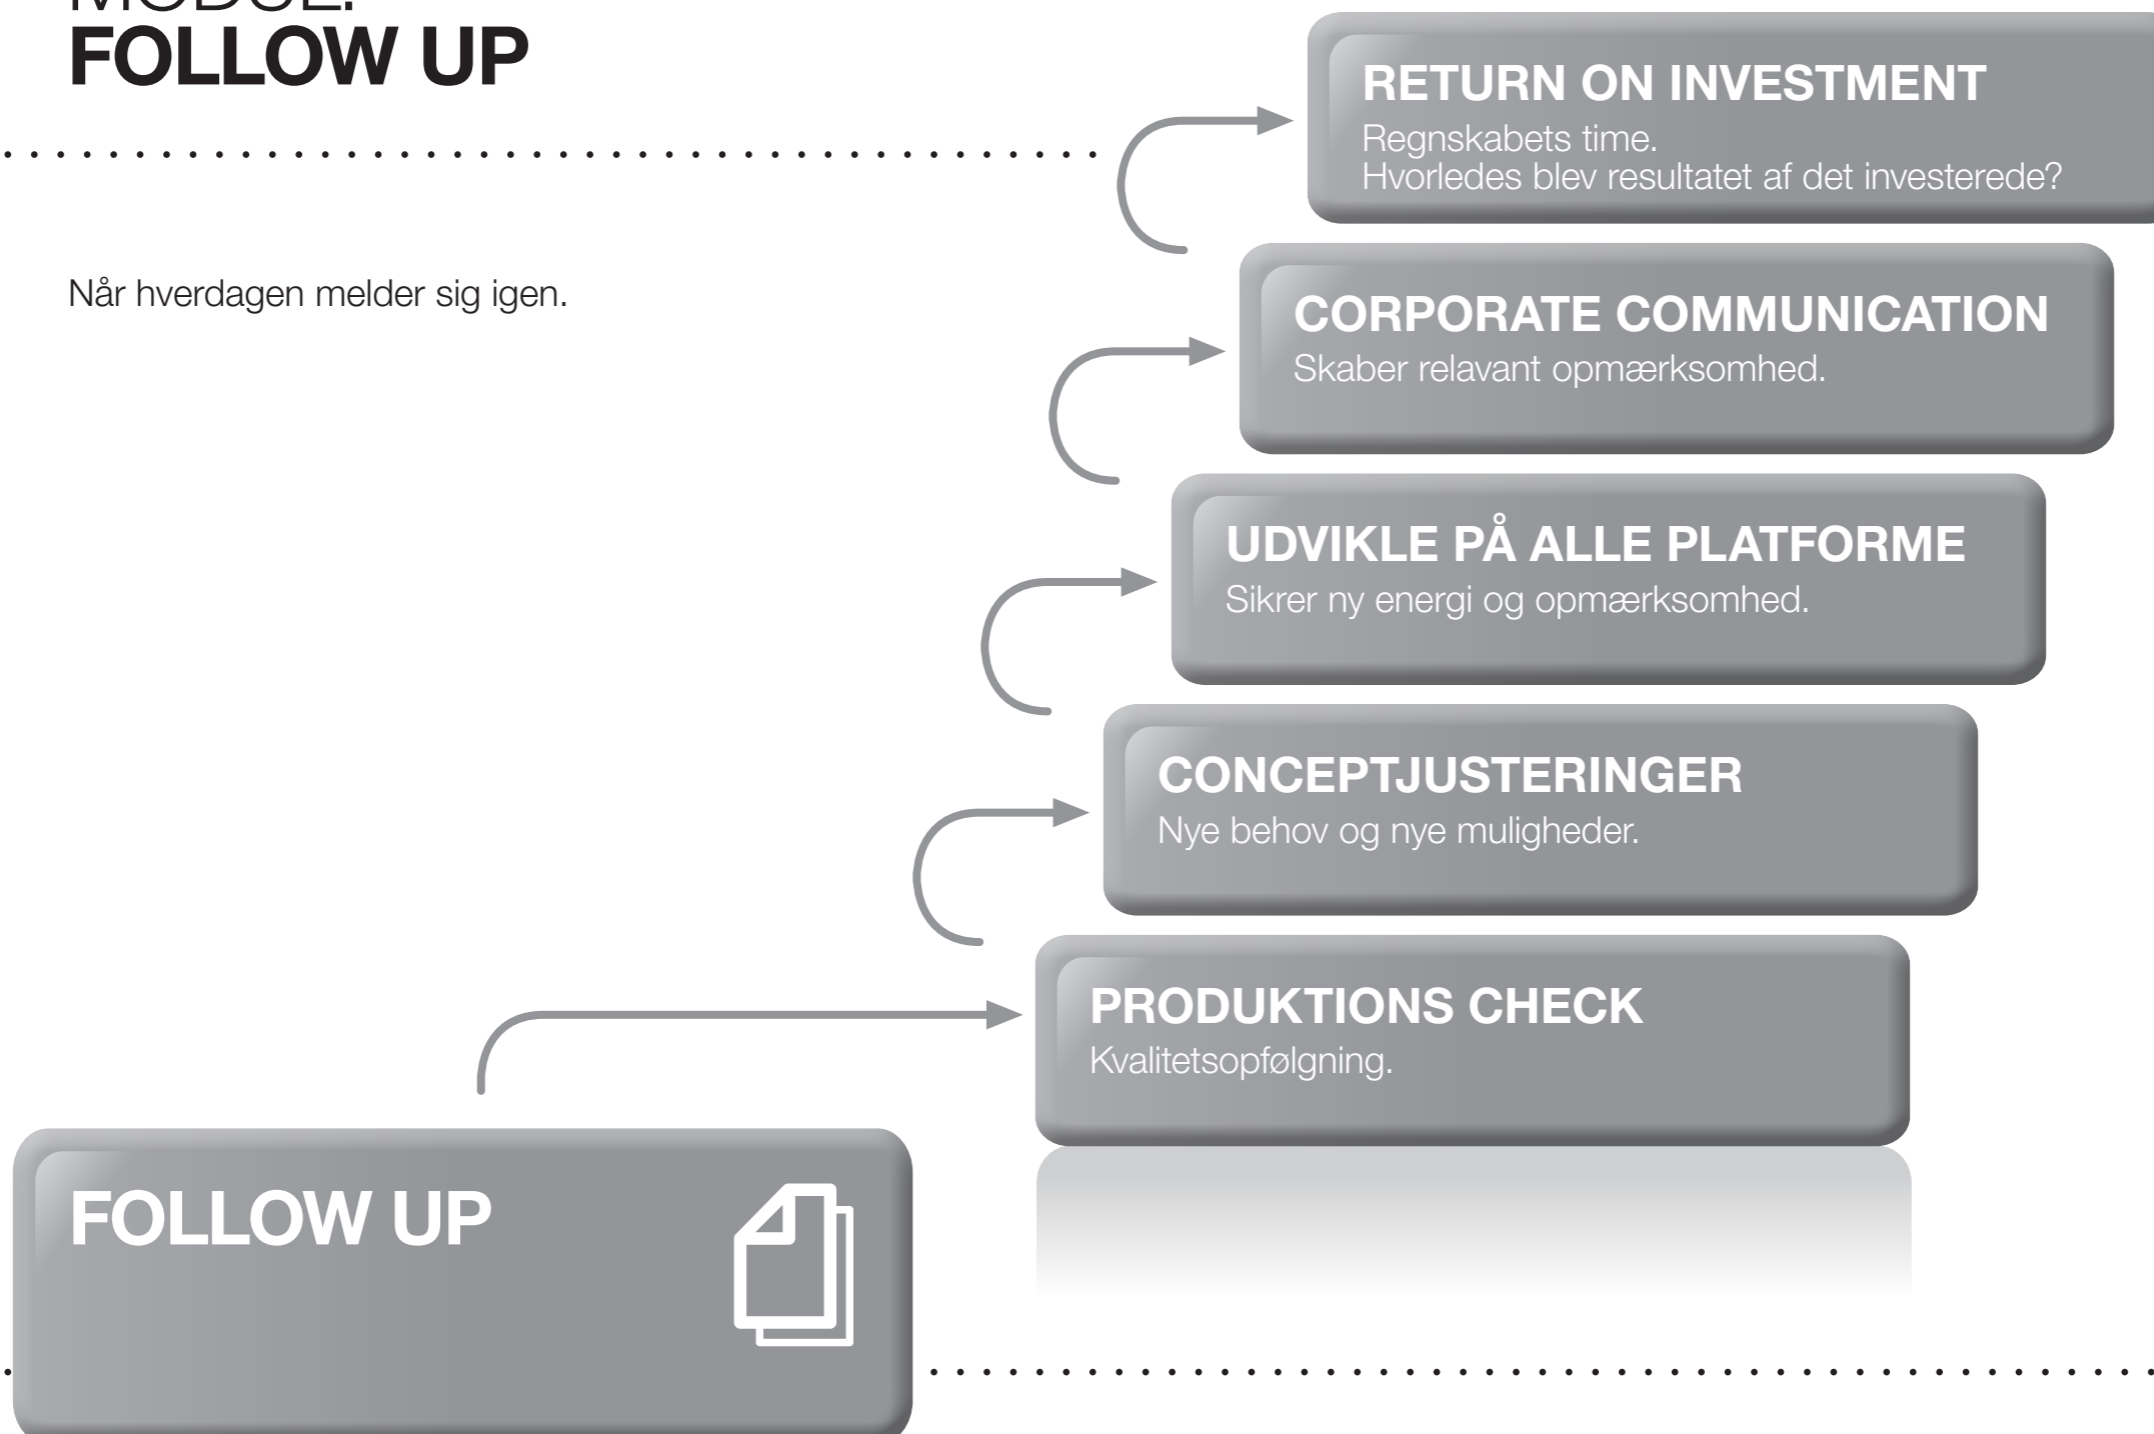 MODUL:
FOLLOW UP
Når hverdagen melder sig igen.
RETURN ON INVESTMENT
Regnskabets time.
Hvorledes blev resultatet af det investerede?
CORPORATE COMMUNICATION
Skaber relavant opmærksomhed.
UDVIKLE PÅ ALLE PLATFORME
Sikrer ny energi og opmærksomhed.
CONCEPTJUSTERINGER
Nye behov og nye muligheder.
PRODUKTIONS CHECK
Kvalitetsopfølgning.
FOLLOW UP